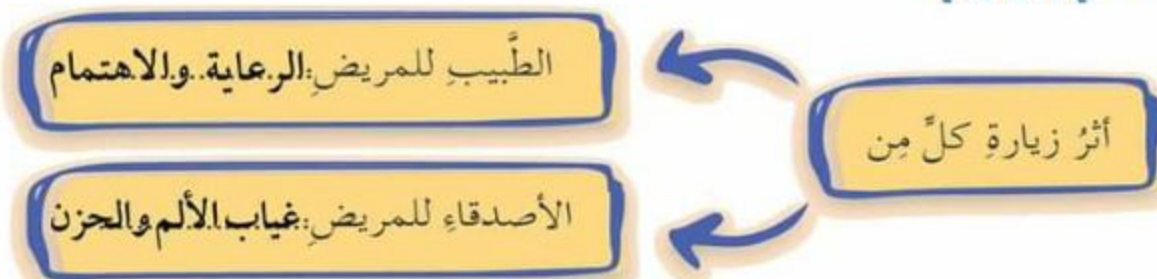 أثرُ زيارةِ كلٍّ مِن
الطَّبيبِ للمريضِ:الرعاية..والاهتمام
الأصدقاءِ للمريضِ:غياب.الألم.والحزن